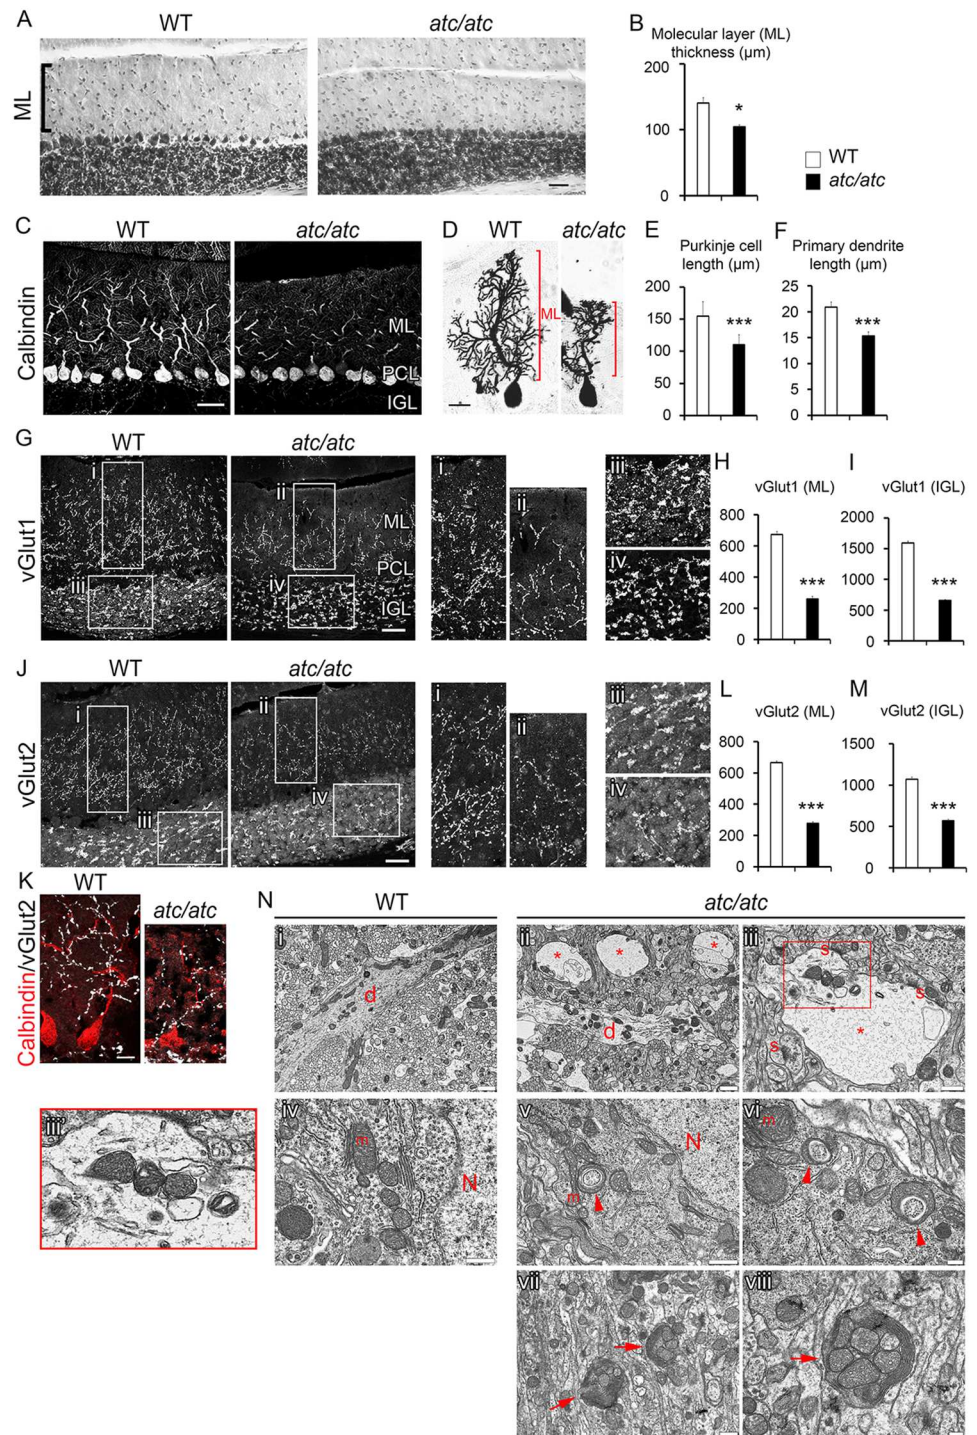 A
WT
atc/atc
ML
B
Molecular layer (ML)
thickness (µm)
200
100
0
*
WT
atc/atc
C
WT
atc/atc
Calbindin
ML
PCL
IGL
D
WT
atc/atc
ML
E
Purkinje cell
length (µm)
200
150
100
50
0
***
F
Primary dendrite
length (µm)
25
20
15
10
5
0
***
G
WT
atc/atc
vGlut1
i
ii
iii
iv
ML
PCL
IGL
i
ii
iii
iv
H
vGlut1 (ML)
800
600
400
200
0
***
I
vGlut1 (IGL)
2000
1500
1000
500
0
***
J
WT
atc/atc
vGlut2
i
ii
iii
iv
i
ii
iii
iv
L
vGlut2 (ML)
800
600
400
200
0
***
M
vGlut2 (IGL)
1500
1000
500
0
***
K
WT
atc/atc
Calbindin/vGlut2
N
WT
atc/atc
i
d
ii
* * *
d
iii
s
s
s
*
iii'
iv
m
N
v
m
N
vi
m
vii
viii